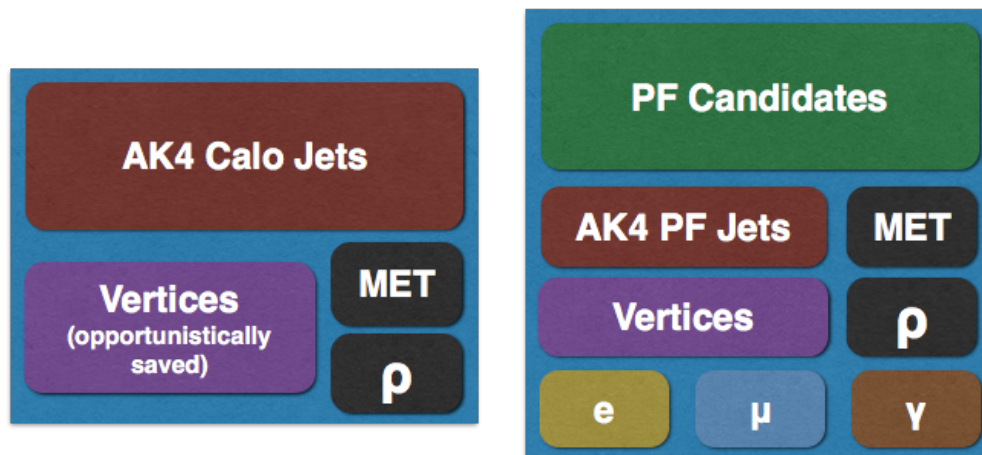 AK4 Calo Jets
Vertices
(opportunistically
saved)
MET
ρ
PF Candidates
AK4 PF Jets
MET
Vertices
ρ
e
μ
γ